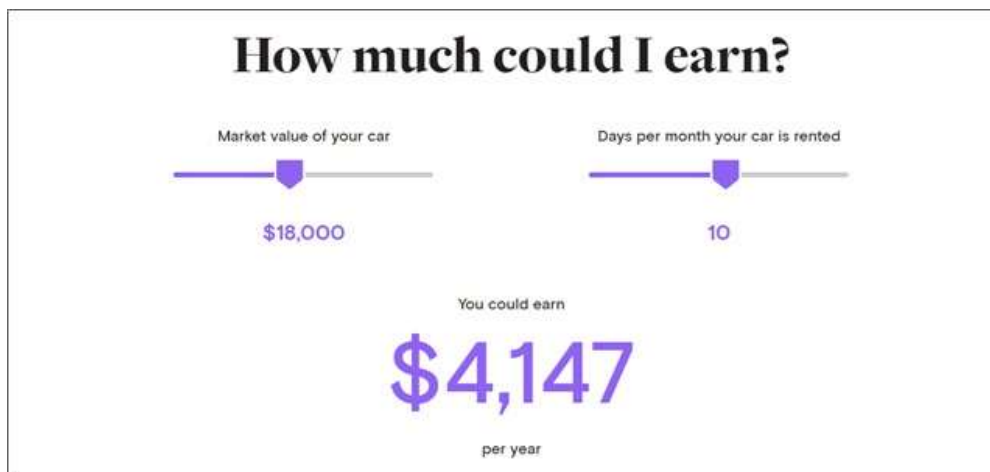 How much could I earn?
Market value of your car
Days per month your car is rented
$18,000
10
You could earn
$4,147
per year